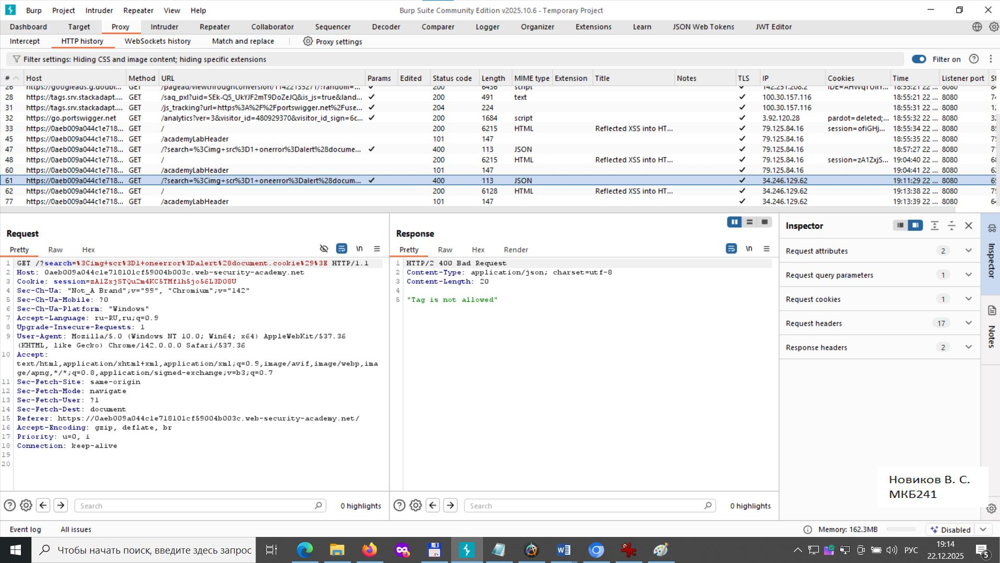 Burp Project Intruder Repeater View Help
Burp Suite Community Edition v2025.10.6 - Temporary Project
Dashboard Target Proxy Intruder Repeater Collaborator Sequencer Decoder Comparer Logger Organizer Extensions Learn JSON Web Tokens JWT Editor
Intercept HTTP history WebSockets history Match and replace Proxy settings
Filter settings: Hiding CSS and image content; hiding specific extensions
Filter on
# Host Method URL Params Edited Status code Length MIME type Extension Title Notes TLS IP Cookies Time Listener port St
26 https://googleads.g.doubl... GET /pagead/viewthroughconversion/11422155271/?random=... ✓ 200 6456 script ✓ 142.251.208.2 18:55:21 22 ... 8080
28 https://tags.srv.stackadapt.... GET /saq_pxl?uid=SEk-Q5_UkYJF2mT9DoZeJQ&is_js=true&land... ✓ 200 491 text ✓ 100.30.157.116 18:55:21 22 ... 8080
31 https://tags.srv.stackadapt.... GET /js_tracking?url=https%3A%2F%2Fportswigger.net%2Fuse... ✓ 204 224 ✓ 100.30.157.116 18:55:31 22 ... 8080
32 https://go.portswigger.net GET /analytics?ver=3&visitor_id=480929370&visitor_id_sign=6c... ✓ 200 1684 script ✓ 3.92.120.28 pardot=deleted;... 18:55:32 22 ... 8080
33 https://0aeb009a044c1e718... GET / 200 6215 HTML Reflected XSS into HT... ✓ 79.125.84.16 session=ofiGHj... 18:55:34 22 ... 8080
45 https://0aeb009a044c1e718... GET /academyLabHeader 101 147 ✓ 79.125.84.16 18:55:35 22 ... 8080
47 https://0aeb009a044c1e718... GET /?search=%3Cimg+src%3D1+onerror%3Dalert%28docume... ✓ 400 113 JSON ✓ 79.125.84.16 18:57:27 22 ... 8080
48 https://0aeb009a044c1e718... GET / 200 6215 HTML Reflected XSS into HT... ✓ 79.125.84.16 session=zA1ZxjS... 19:04:40 22 ... 8080
60 https://0aeb009a044c1e718... GET /academyLabHeader 101 147 ✓ 79.125.84.16 19:04:41 22 ... 8080
61 https://0aeb009a044c1e718... GET /?search=%3Cimg+scr%3D1+oneerror%3Dalert%28docum... ✓ 400 113 JSON ✓ 34.246.129.62 19:11:29 22 ... 8080
62 https://0aeb009a044c1e718... GET / 200 6128 HTML Reflected XSS into HT... ✓ 34.246.129.62 19:13:38 22 ... 8080
77 https://0aeb009a044c1e718... GET /academyLabHeader 101 147 ✓ 34.246.129.62 19:13:39 22 ... 8080
Request
Pretty Raw Hex \n
1 GET /?search=%3Cimg+scr%3D1+oneerror%3Dalert%28document.cookie%29%3E HTTP/1.1
2 Host: 0aeb009a044c1e718101cf59004b003c.web-security-academy.net
3 Cookie: session=zA1ZxjSTQu2m4KC5TMf1h5jo56L3D08U
4 Sec-Ch-Ua: "Not_A Brand";v="99", "Chromium";v="142"
5 Sec-Ch-Ua-Mobile: ?0
6 Sec-Ch-Ua-Platform: "Windows"
7 Accept-Language: ru-RU,ru;q=0.9
8 Upgrade-Insecure-Requests: 1
9 User-Agent: Mozilla/5.0 (Windows NT 10.0; Win64; x64) AppleWebKit/537.36
(KHTML, like Gecko) Chrome/142.0.0.0 Safari/537.36
10 Accept:
text/html,application/xhtml+xml,application/xml;q=0.9,image/avif,image/webp,ima
ge/apng,*/*;q=0.8,application/signed-exchange;v=b3;q=0.7
11 Sec-Fetch-Site: same-origin
12 Sec-Fetch-Mode: navigate
13 Sec-Fetch-User: ?1
14 Sec-Fetch-Dest: document
15 Referer: https://0aeb009a044c1e718101cf59004b003c.web-security-academy.net/
16 Accept-Encoding: gzip, deflate, br
17 Priority: u=0, i
18 Connection: keep-alive
19
20
Search 0 highlights
Response
Pretty Raw Hex Render \n
1 HTTP/2 400 Bad Request
2 Content-Type: application/json; charset=utf-8
3 Content-Length: 20
4
5 "Tag is not allowed"
Search 0 highlights
Inspector
Request attributes 2
Request query parameters 1
Request cookies 1
Request headers 17
Response headers 2
Inspector
Notes
Новиков В. С.
МКБ241
Event log All issues
Memory: 162.3MB
Disabled
Чтобы начать поиск, введите здесь запрос
РУС
19:14
22.12.2025
5